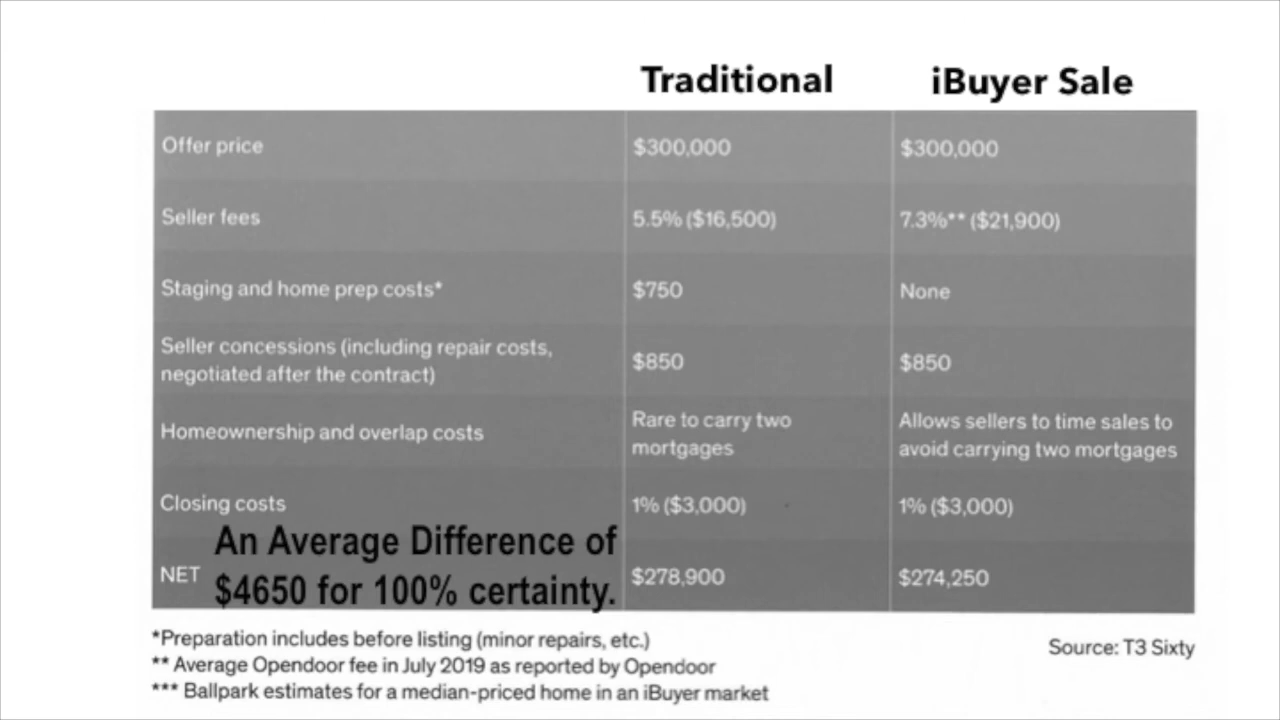 Traditional iBuyer Sale
Offer price $300,000 $300,000
Seller fees 5.5% ($16,500) 7.3%** ($21,900)
Staging and home prep costs* $750 None
Seller concessions (including repair costs,
negotiated after the contract) $850 $850
Homeownership and overlap costs Rare to carry two
mortgages Allows sellers to time sales to
avoid carrying two mortgages
Closing costs 1% ($3,000) 1% ($3,000)
An Average Difference of
$4650 for 100% certainty.
NET $278,900 $274,250
*Preparation includes before listing (minor repairs, etc.)
Source: T3 Sixty
** Average Opendoor fee in July 2019 as reported by Opendoor
*** Ballpark estimates for a median-priced home in an iBuyer market